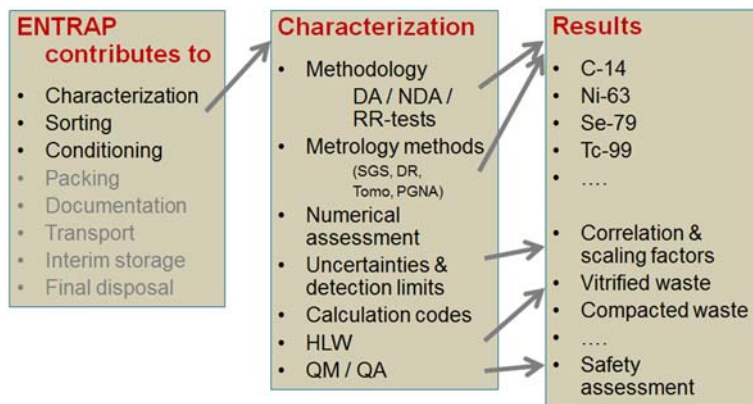 ENTRAP
contributes to
• Characterization
• Sorting
• Conditioning
• Packing
• Documentation
• Transport
• Interim storage
• Final disposal
Characterization
• Methodology
DA / NDA /
RR-tests
• Metrology methods
(SGS, DR,
Tomo, PGNA)
• Numerical
assessment
• Uncertainties &
detection limits
• Calculation codes
• HLW
• QM / QA
Results
• C-14
• Ni-63
• Se-79
• Tc-99
• ....
• Correlation &
scaling factors
• Vitrified waste
• Compacted waste
• ....
• Safety
assessment